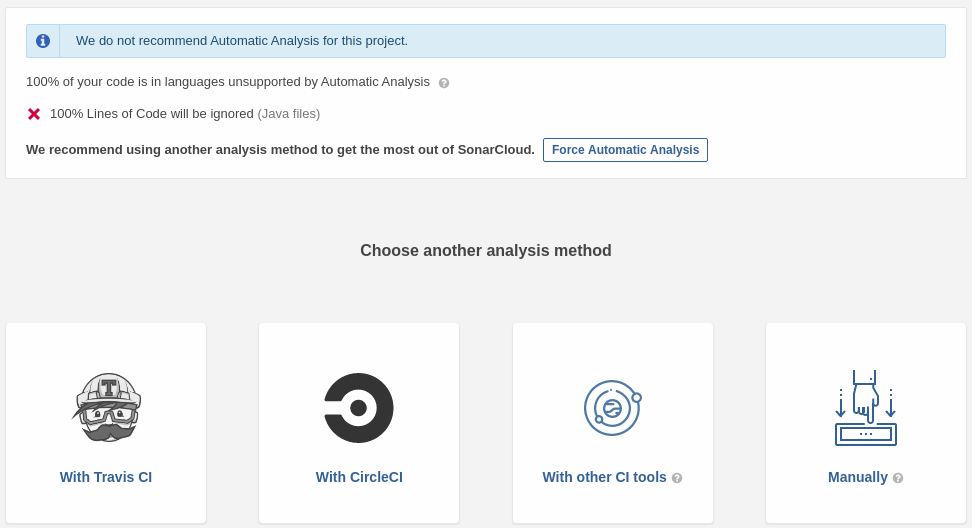 We do not recommend Automatic Analysis for this project.
100% of your code is in languages unsupported by Automatic Analysis ?
100% Lines of Code will be ignored (Java files)
We recommend using another analysis method to get the most out of SonarCloud. Force Automatic Analysis
Choose another analysis method
T
With Travis CI
With CircleCI
With other CI tools ?
Manually ?